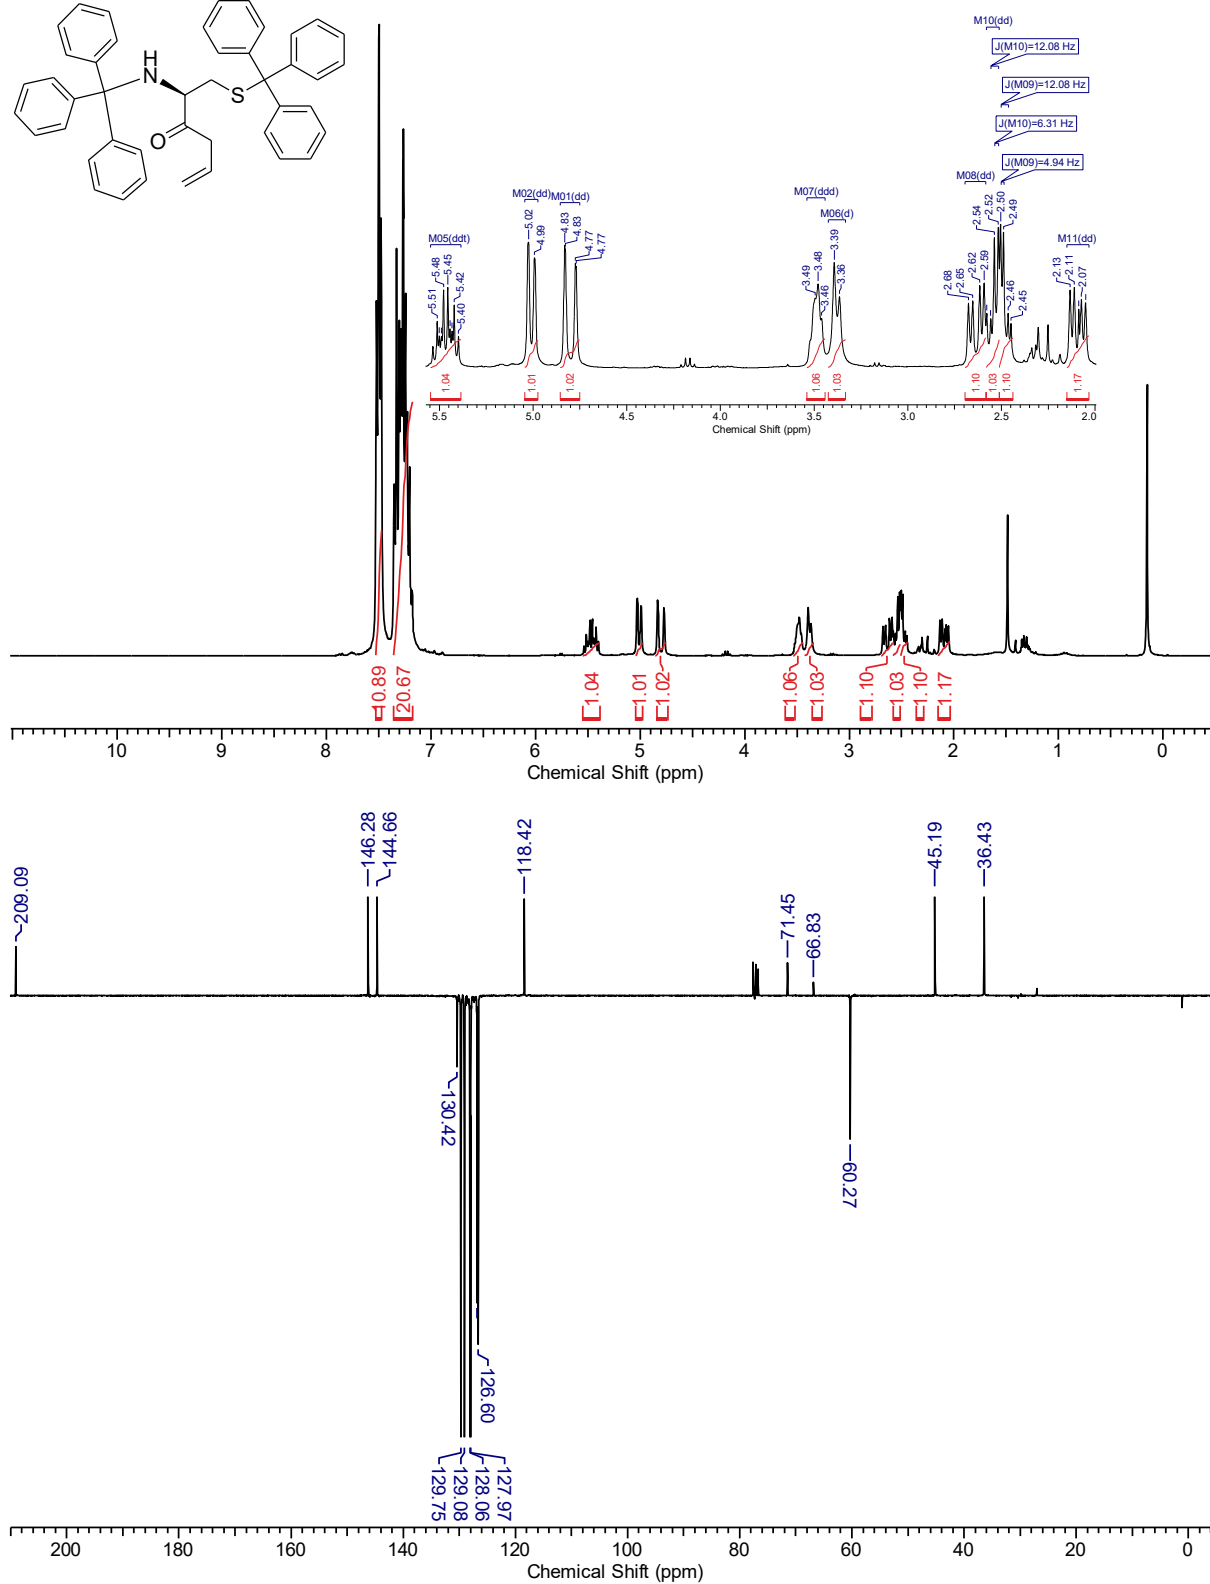 H
N
S
O
M10(dd)
J(M10)=12.08 Hz
J(M09)=12.08 Hz
J(M10)=6.31 Hz
J(M09)=4.94 Hz
M05(ddt)
M02(dd)
M01(dd)
M07(ddd)
M06(d)
M08(dd)
M11(dd)
5.51
5.48
5.45
5.42
5.40
5.02
4.99
4.83
4.83
4.77
4.77
3.49
3.48
3.46
3.39
3.36
2.68
2.65
2.62
2.59
2.54
2.52
2.50
2.49
2.46
2.45
2.13
2.11
2.07
1.04
1.01
1.02
1.06
1.03
1.10
1.03
1.10
1.17
5.5 5.0 4.5 4.0 3.5 3.0 2.5 2.0
Chemical Shift (ppm)
10.89
20.67
1.04
1.01
1.02
1.06
1.03
1.10
1.03
1.10
1.17
10 9 8 7 6 5 4 3 2 1 0
Chemical Shift (ppm)
209.09
146.28
144.66
118.42
71.45
66.83
45.19
36.43
130.42
60.27
126.60
129.75
129.08
128.06
127.97
200 180 160 140 120 100 80 60 40 20 0
Chemical Shift (ppm)